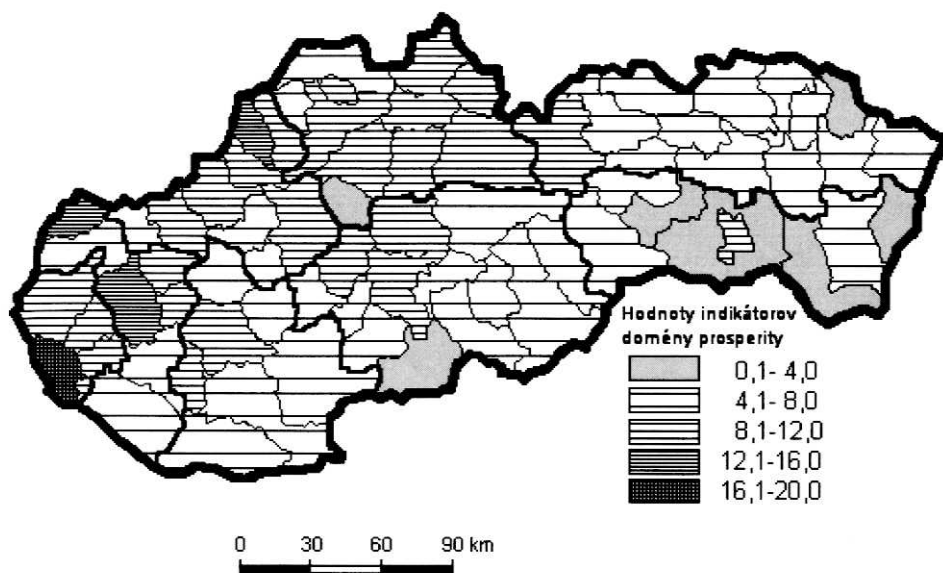 Hodnoty indikátorov
domény prosperity
0,1- 4,0
4,1- 8,0
8,1-12,0
12,1-16,0
16,1-20,0
0 30 60 90 km